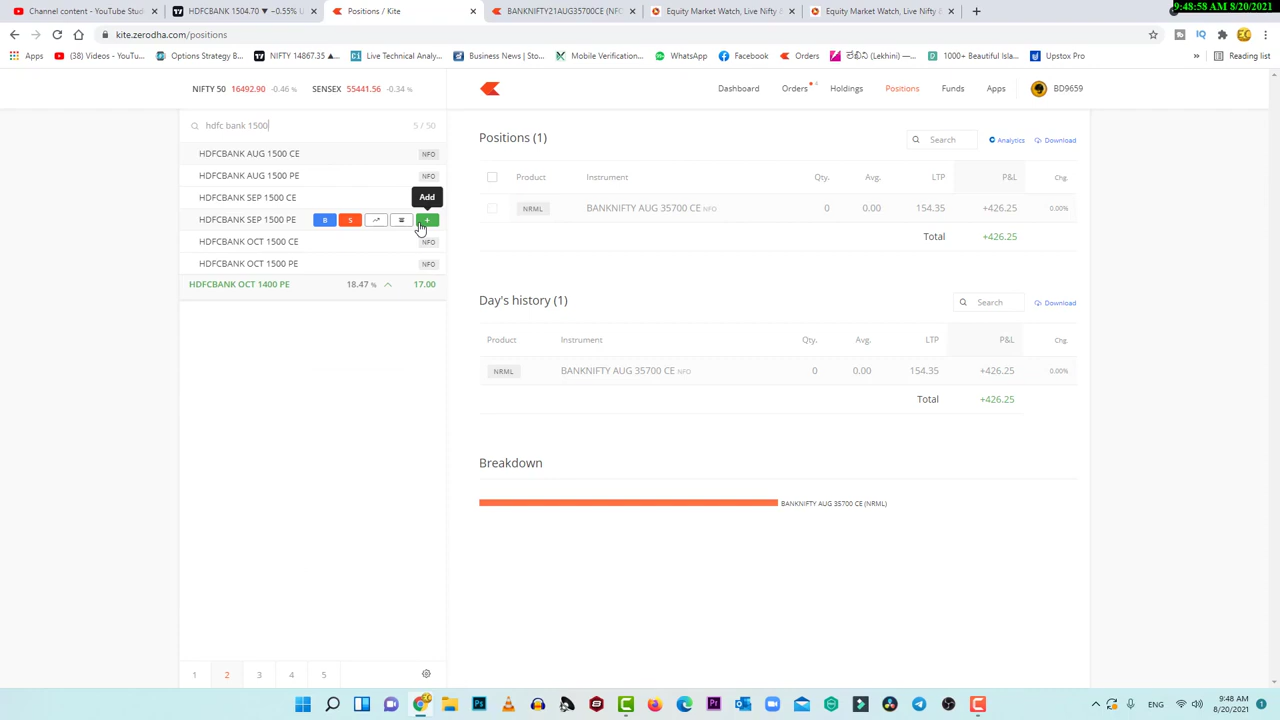 9:48:58 AM 8/20/2021
Channel content - YouTube Studio
HDFCBANK 1504.70 ▼ −0.55%
Positions / Kite
BANKNIFTY21AUG35700CE (NFO
Equity Market Watch, Live Nifty
Equity Market Watch, Live Nifty
kite.zerodha.com/positions
Apps
(38) Videos - YouT...
Options Strategy B...
NIFTY 14867.35 ▲...
Live Technical Analy...
Business News | Sto...
Mobile Verification...
WhatsApp
Facebook
Orders
1000+ Beautiful Isla...
Upstox Pro
»
Reading list
NIFTY 50 16492.90 -0.46 %
SENSEX 55441.56 -0.34 %
Dashboard
Orders 4
Holdings
Positions
Funds
Apps
BD9659
hdfc bank 1500
5 / 50
HDFCBANK AUG 1500 CE NFO
HDFCBANK AUG 1500 PE NFO
HDFCBANK SEP 1500 CE
Add
HDFCBANK SEP 1500 PE B S +
HDFCBANK OCT 1500 CE NFO
HDFCBANK OCT 1500 PE NFO
HDFCBANK OCT 1400 PE 18.47 % 17.00
Positions (1)
Search
Analytics
Download
Product Instrument Qty. Avg. LTP P&L Chg.
NRML BANKNIFTY AUG 35700 CE NFO 0 0.00 154.35 +426.25 0.00%
Total +426.25
Day's history (1)
Search
Download
Product Instrument Qty. Avg. LTP P&L Chg.
NRML BANKNIFTY AUG 35700 CE NFO 0 0.00 154.35 +426.25 0.00%
Total +426.25
Breakdown
BANKNIFTY AUG 35700 CE (NRML)
1 2 3 4 5
ENG
9:48 AM
8/20/2021